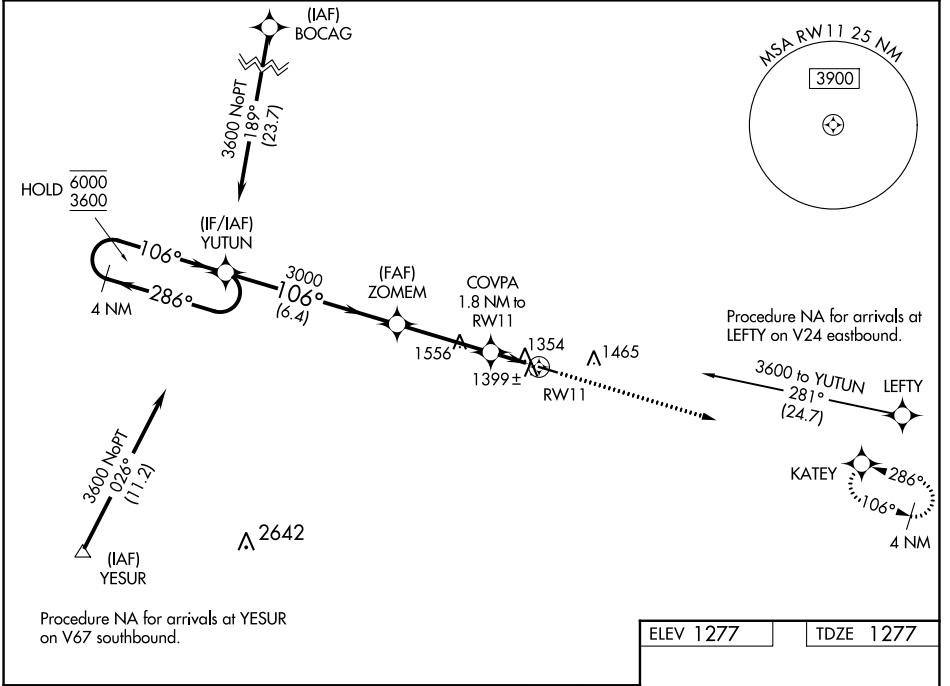 (IAF)
BOCAG
MSA RW11 25 NM
3900
3600 NoPT
189°
(23.7)
HOLD 6000
3600
(IF/IAF)
YUTUN
106°
286°
4 NM
3000
106°
(6.4)
(FAF)
ZOMEM
COVPA
1.8 NM to
RW11
1556
1354
1399±
1465
RW11
Procedure NA for arrivals at
LEFTY on V24 eastbound.
3600 to YUTUN
281°
(24.7)
LEFTY
KATEY
286°
106°
4 NM
3600 NoPT
026°
(11.2)
2642
(IAF)
YESUR
Procedure NA for arrivals at YESUR
on V67 southbound.
ELEV 1277
TDZE 1277